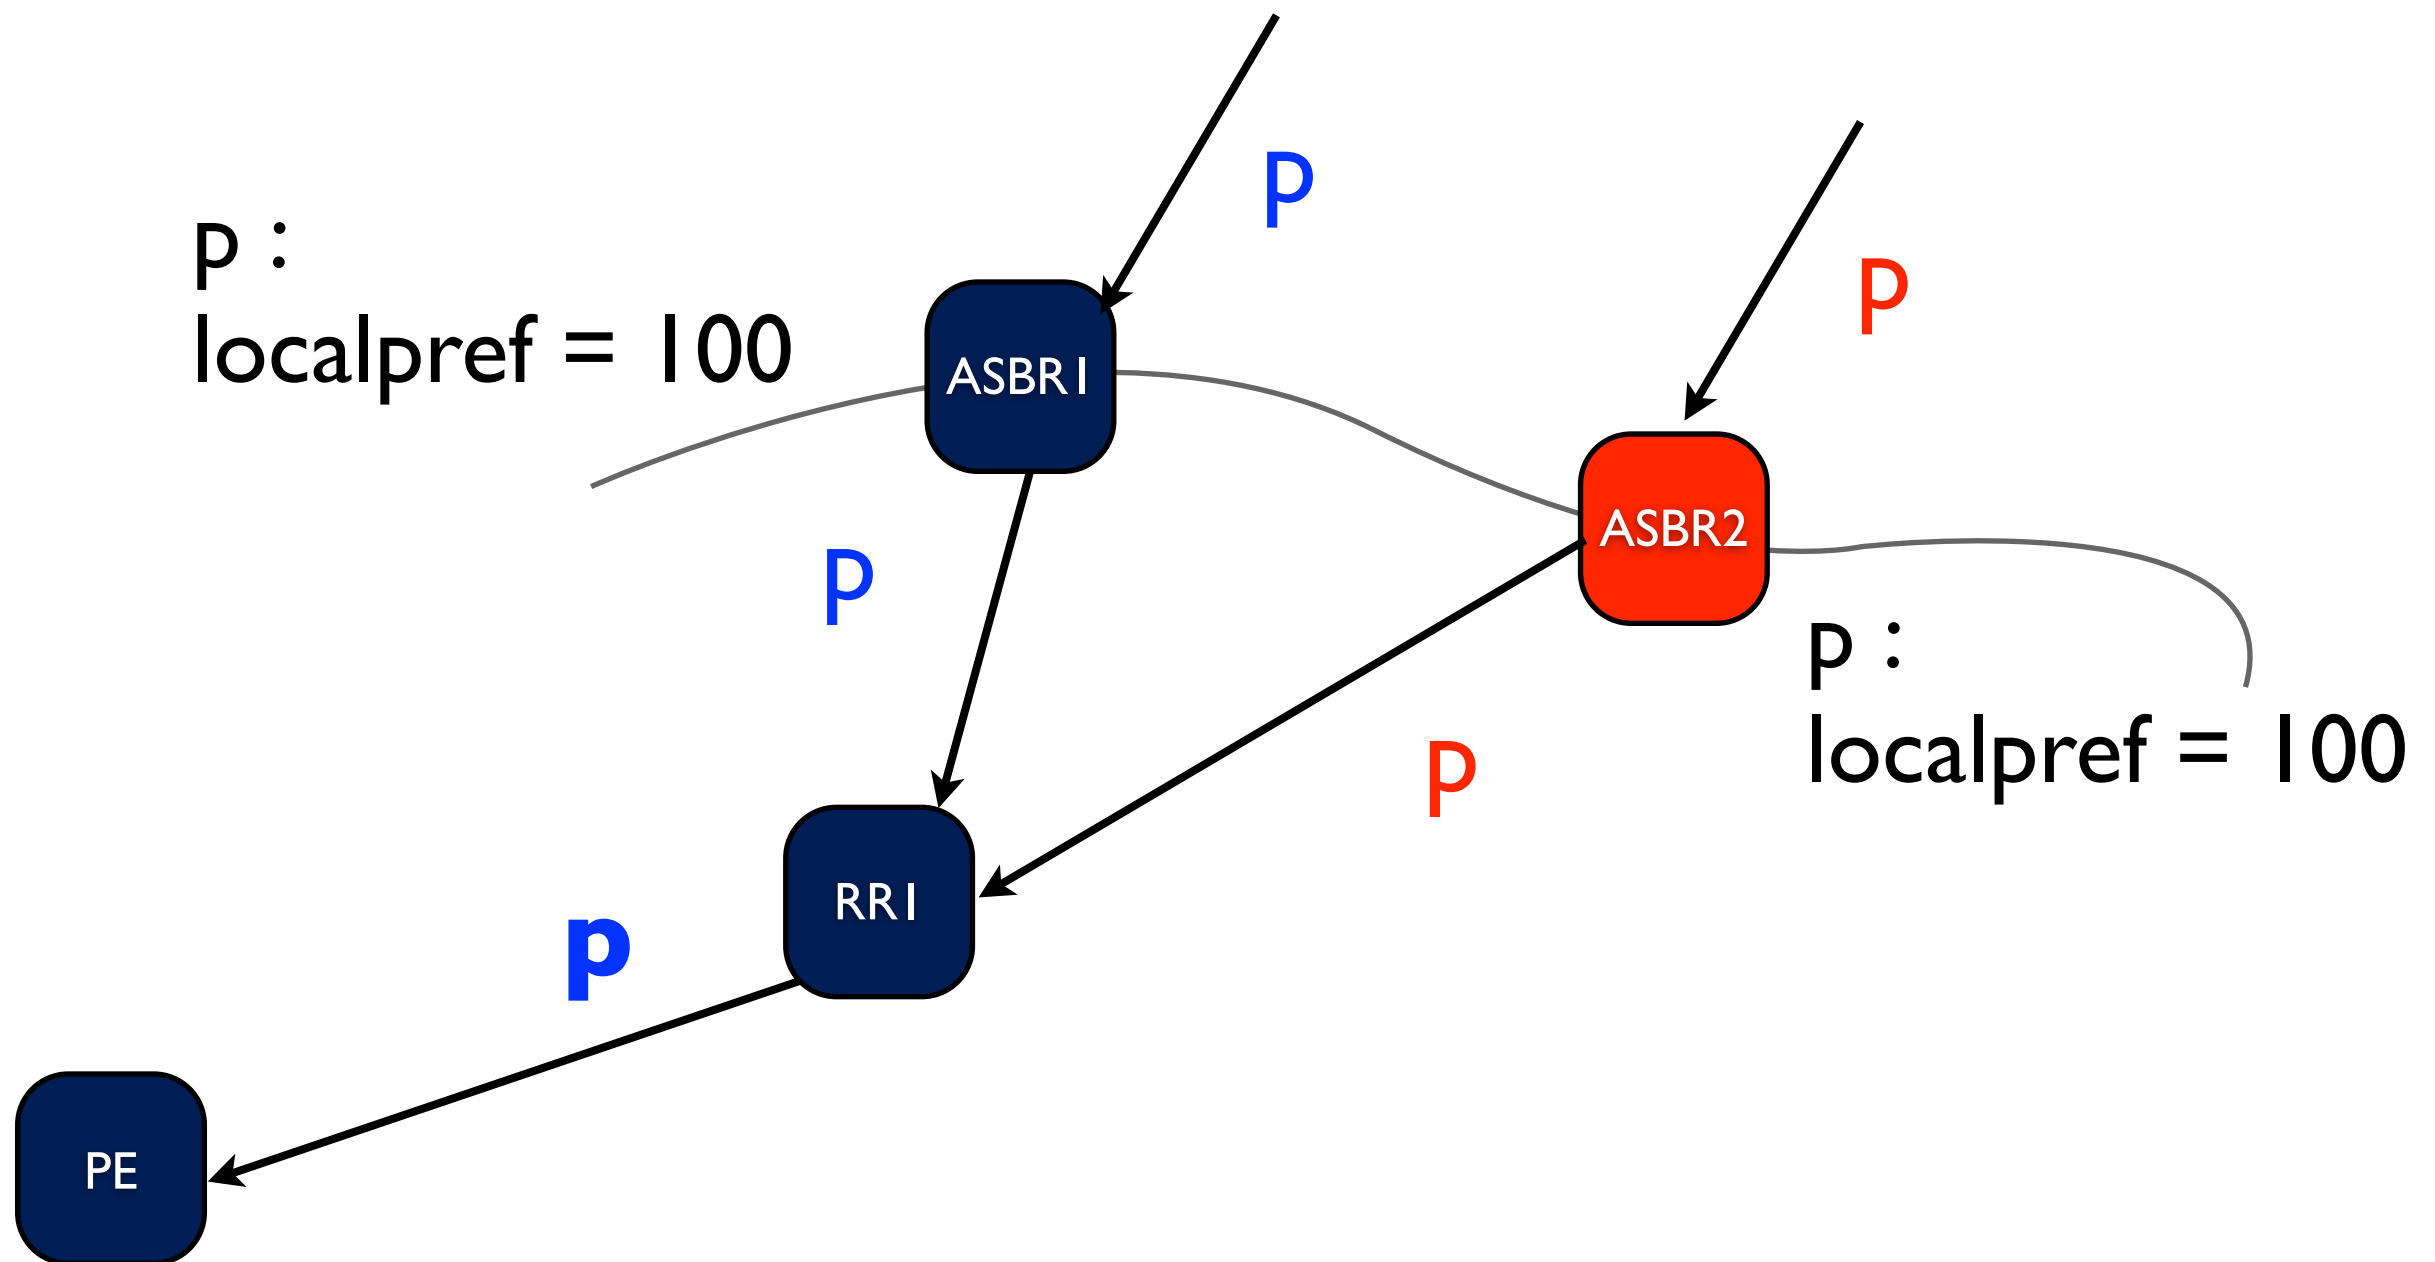 p
p
p :
localpref = 100
ASBR1
ASBR2
p
p :
localpref = 100
p
RR1
p
PE